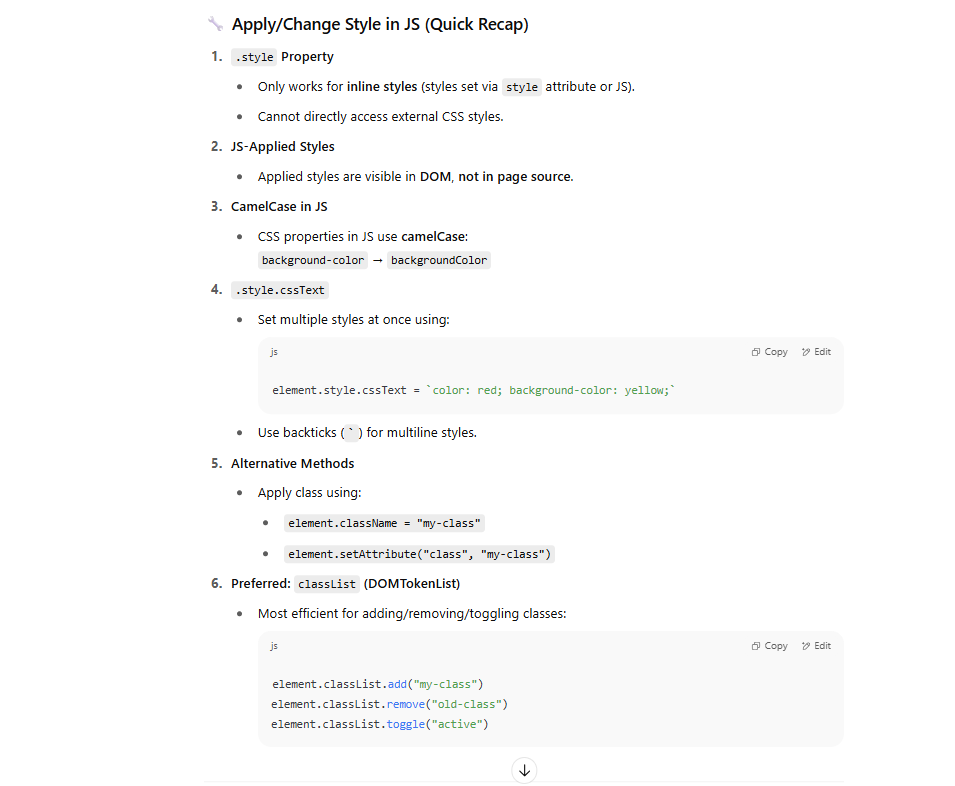 🔧 Apply/Change Style in JS (Quick Recap)
1. .style Property
• Only works for inline styles (styles set via style attribute or JS).
• Cannot directly access external CSS styles.
2. JS-Applied Styles
• Applied styles are visible in DOM, not in page source.
3. CamelCase in JS
• CSS properties in JS use camelCase:
background-color → backgroundColor
4. .style.cssText
• Set multiple styles at once using:
js Copy Edit
element.style.cssText = `color: red; background-color: yellow;`
• Use backticks (`) for multiline styles.
5. Alternative Methods
• Apply class using:
• element.className = "my-class"
• element.setAttribute("class", "my-class")
6. Preferred: classList (DOMTokenList)
• Most efficient for adding/removing/toggling classes:
js Copy Edit
element.classList.add("my-class")
element.classList.remove("old-class")
element.classList.toggle("active")